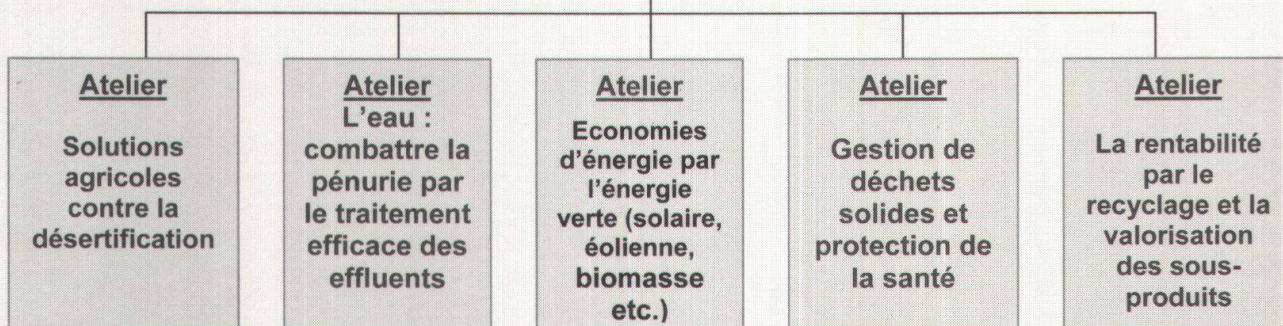 Atelier
Solutions
agricoles
contre la
désertification
Atelier
L'eau :
combattre la
pénurie par
le traitement
efficace des
effluents
Atelier
Economies
d'énergie par
l'énergie
verte (solaire,
éolienne,
biomasse
etc.)
Atelier
Gestion de
déchets
solides et
protection de
la santé
Atelier
La rentabilité
par le
recyclage et la
valorisation
des sous-
produits